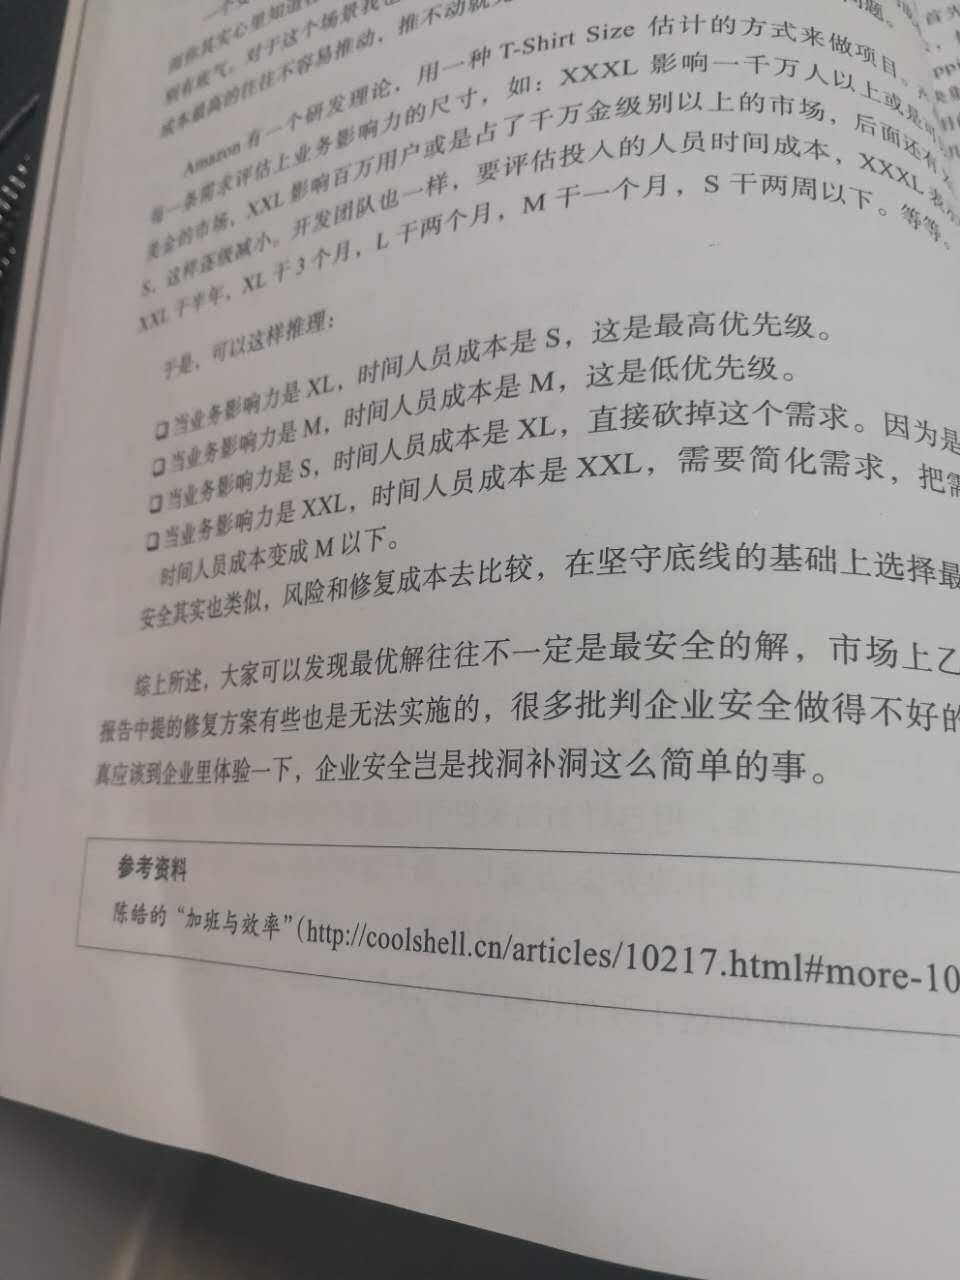 一个安
而你其实心里知道
别有底气。对于这个场景我
成本最高的往往不容易推动，推不动就
问题。
Amazon 有一个研发理论，用一种 T-Shirt Size 估计的方式来做项目。
每一条需求评估上业务影响力的尺寸，如：XXXL 影响一千万人以上或是可
美金的市场，XXL 影响百万用户或是占了千万金级别以上的市场，后面还有
S，这样逐级减小。开发团队也一样，要评估投入的人员时间成本，XXXL 表
XXL 干半年，XL 干 3 个月，L 干两个月，M 干一个月，S 干两周以下。等等。
于是，可以这样推理：
❑ 当业务影响力是 XL，时间人员成本是 S，这是最高优先级。
❑ 当业务影响力是 M，时间人员成本是 M，这是低优先级。
❑ 当业务影响力是 S，时间人员成本是 XL，直接砍掉这个需求。因为是
❑ 当业务影响力是 XXL，时间人员成本是 XXL，需要简化需求，把需
时间人员成本变成 M 以下。
安全其实也类似，风险和修复成本去比较，在坚守底线的基础上选择最
综上所述，大家可以发现最优解往往不一定是最安全的解，市场上乙
报告中提的修复方案有些也是无法实施的，很多批判企业安全做得不好的
真应该到企业里体验一下，企业安全岂是找洞补洞这么简单的事。
参考资料
陈皓的“加班与效率”(http://coolshell.cn/articles/10217.html#more-10